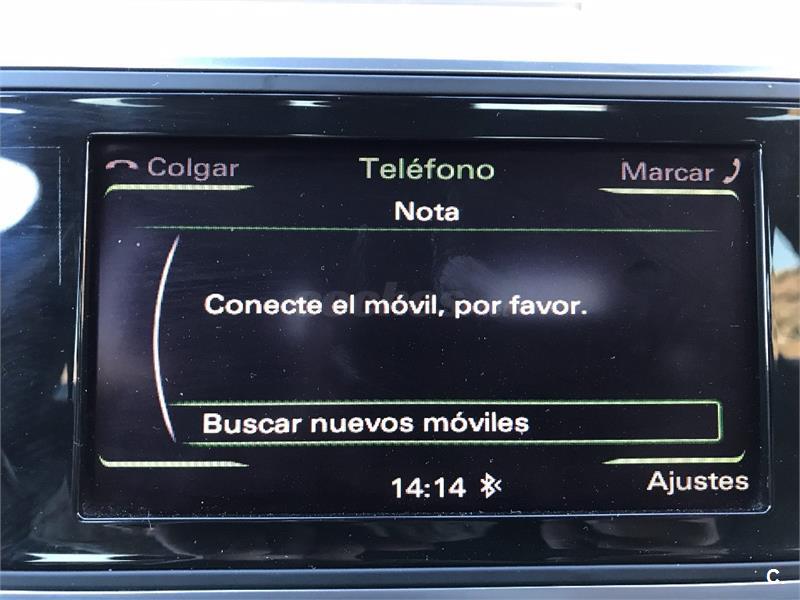 Colgar Teléfono Marcar
Nota
Conecte el móvil, por favor.
Buscar nuevos móviles
14:14 Ajustes
C